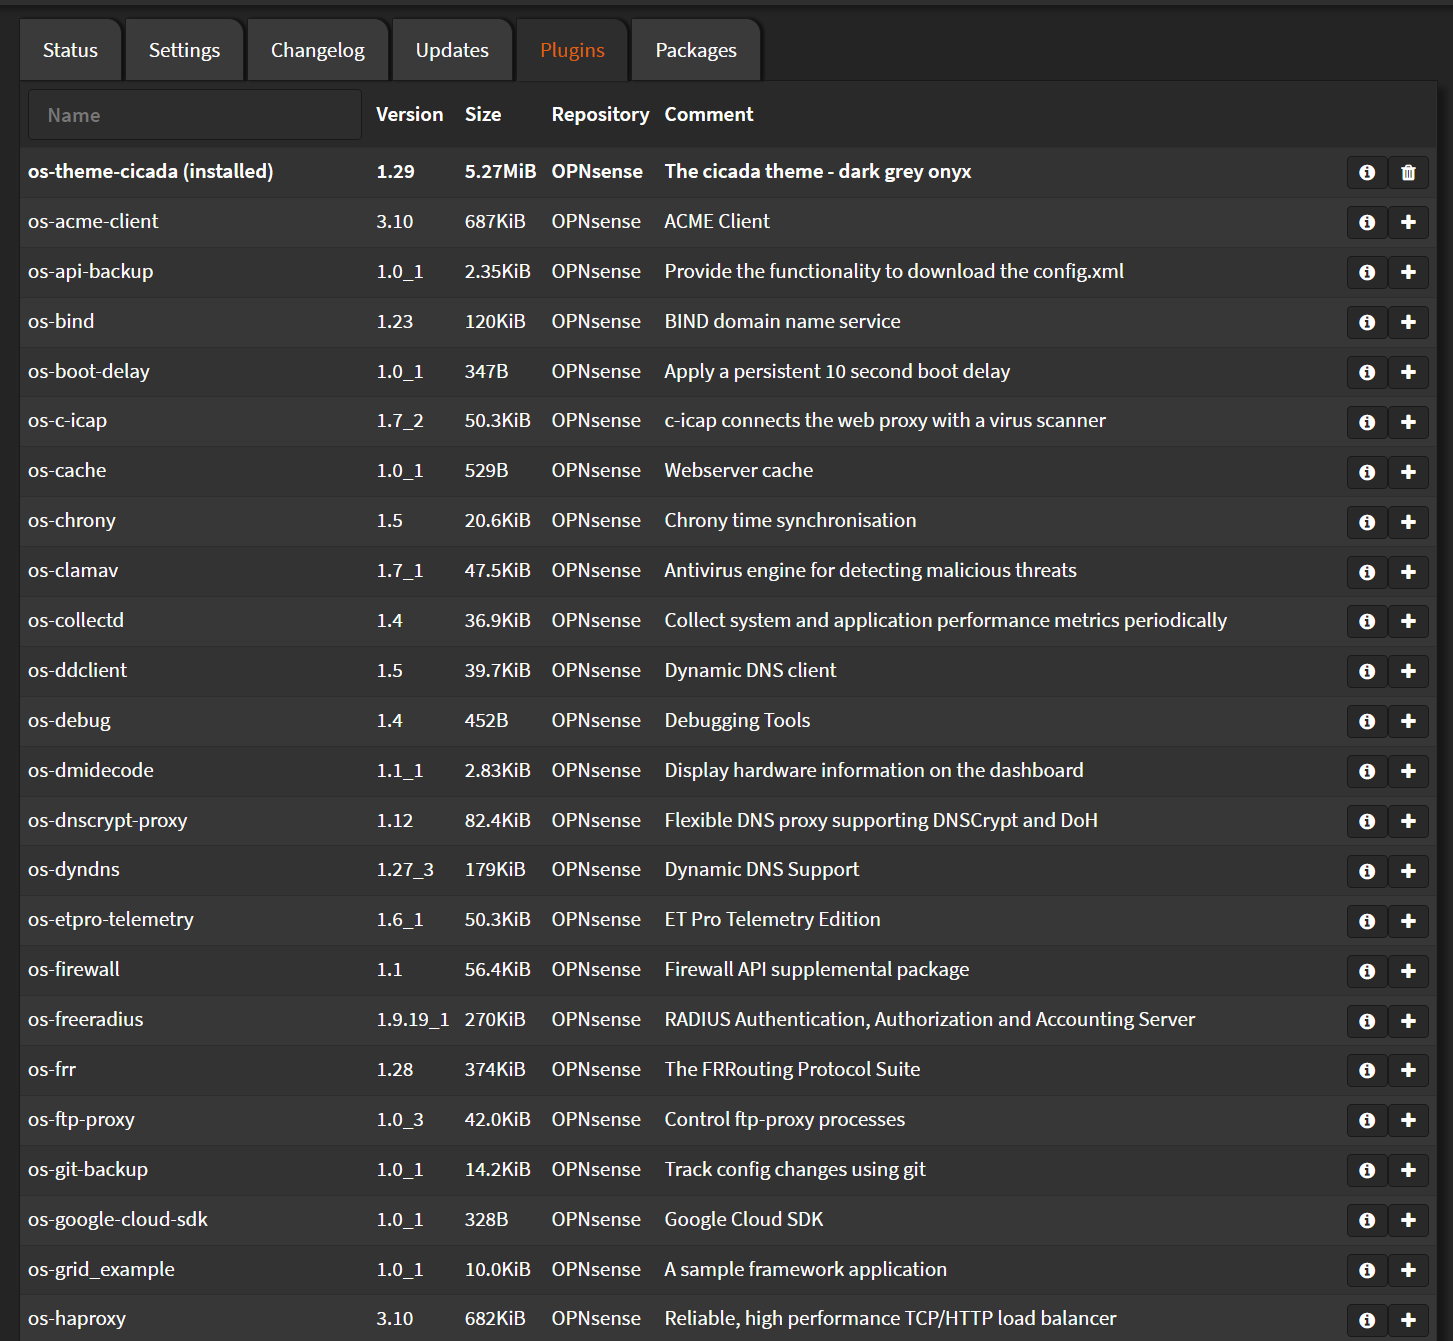 Status Settings Changelog Updates Plugins Packages
Name Version Size Repository Comment
os-theme-cicada (installed) 1.29 5.27MiB OPNsense The cicada theme - dark grey onyx
os-acme-client 3.10 687KiB OPNsense ACME Client
os-api-backup 1.0_1 2.35KiB OPNsense Provide the functionality to download the config.xml
os-bind 1.23 120KiB OPNsense BIND domain name service
os-boot-delay 1.0_1 347B OPNsense Apply a persistent 10 second boot delay
os-c-icap 1.7_2 50.3KiB OPNsense c-icap connects the web proxy with a virus scanner
os-cache 1.0_1 529B OPNsense Webserver cache
os-chrony 1.5 20.6KiB OPNsense Chrony time synchronisation
os-clamav 1.7_1 47.5KiB OPNsense Antivirus engine for detecting malicious threats
os-collectd 1.4 36.9KiB OPNsense Collect system and application performance metrics periodically
os-ddclient 1.5 39.7KiB OPNsense Dynamic DNS client
os-debug 1.4 452B OPNsense Debugging Tools
os-dmidecode 1.1_1 2.83KiB OPNsense Display hardware information on the dashboard
os-dnscrypt-proxy 1.12 82.4KiB OPNsense Flexible DNS proxy supporting DNSCrypt and DoH
os-dyndns 1.27_3 179KiB OPNsense Dynamic DNS Support
os-etpro-telemetry 1.6_1 50.3KiB OPNsense ET Pro Telemetry Edition
os-firewall 1.1 56.4KiB OPNsense Firewall API supplemental package
os-freeradius 1.9.19_1 270KiB OPNsense RADIUS Authentication, Authorization and Accounting Server
os-frr 1.28 374KiB OPNsense The FRRouting Protocol Suite
os-ftp-proxy 1.0_3 42.0KiB OPNsense Control ftp-proxy processes
os-git-backup 1.0_1 14.2KiB OPNsense Track config changes using git
os-google-cloud-sdk 1.0_1 328B OPNsense Google Cloud SDK
os-grid_example 1.0_1 10.0KiB OPNsense A sample framework application
os-haproxy 3.10 682KiB OPNsense Reliable, high performance TCP/HTTP load balancer